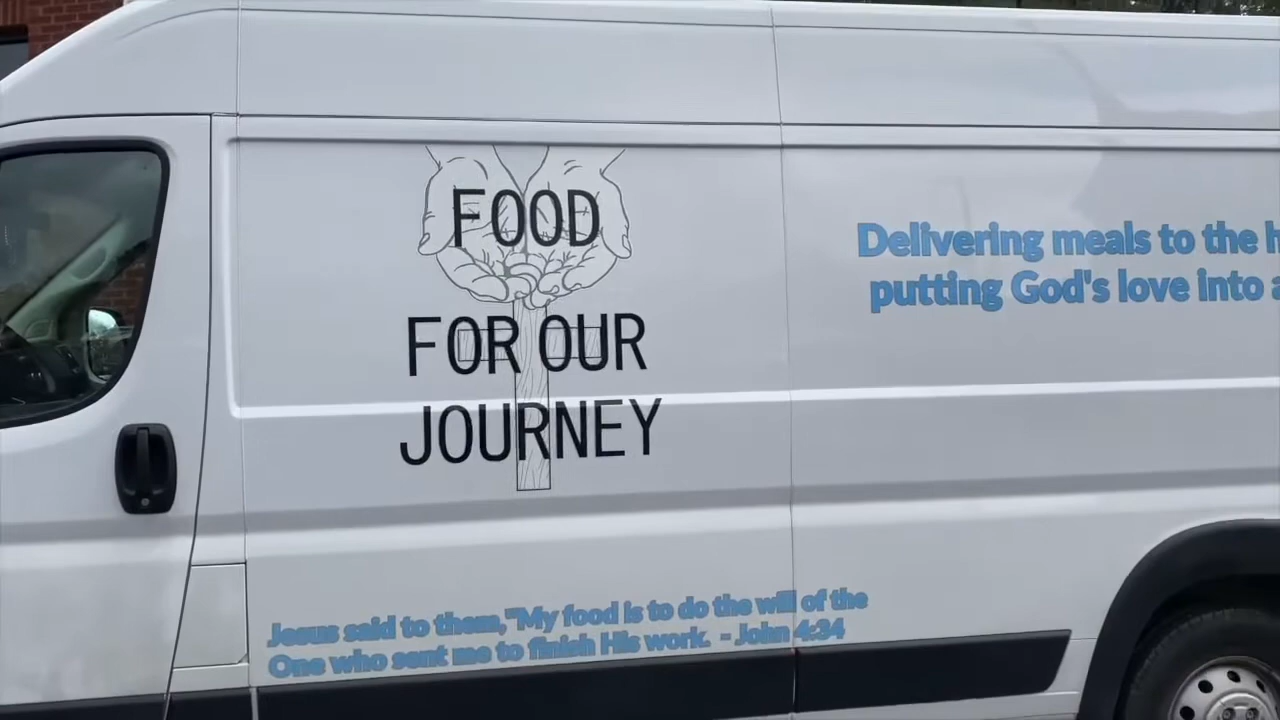 FOOD
FOR OUR
JOURNEY
Delivering meals to the
putting God's love into
Jesus said to them,"My food is to do the will of the
One who sent me to finish His work. - John 4:34